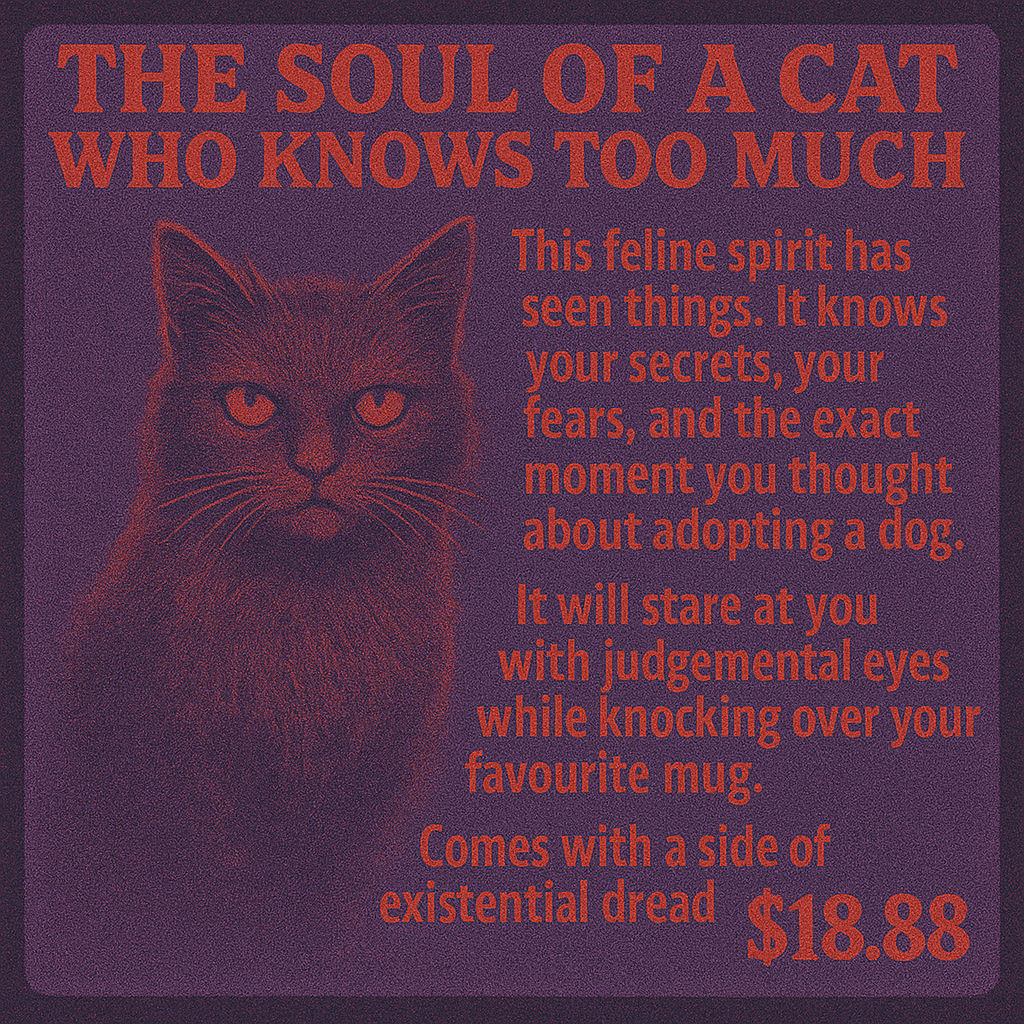 THE SOUL OF A CAT
WHO KNOWS TOO MUCH
This feline spirit has
seen things. It knows
your secrets, your
fears, and the exact
moment you thought
about adopting a dog.
It will stare at you
with judgemental eyes
while knocking over your
favourite mug.
Comes with a side of
existential dread
$18.88